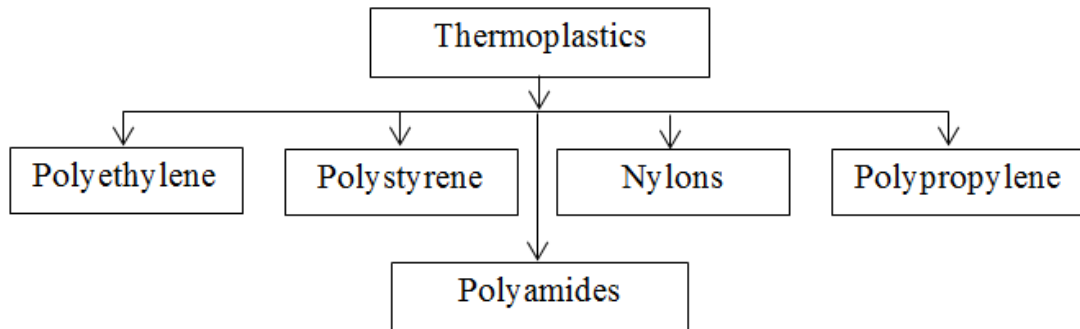 Thermoplastics
Polyethylene
Polystyrene
Nylons
Polypropylene
Polyamides